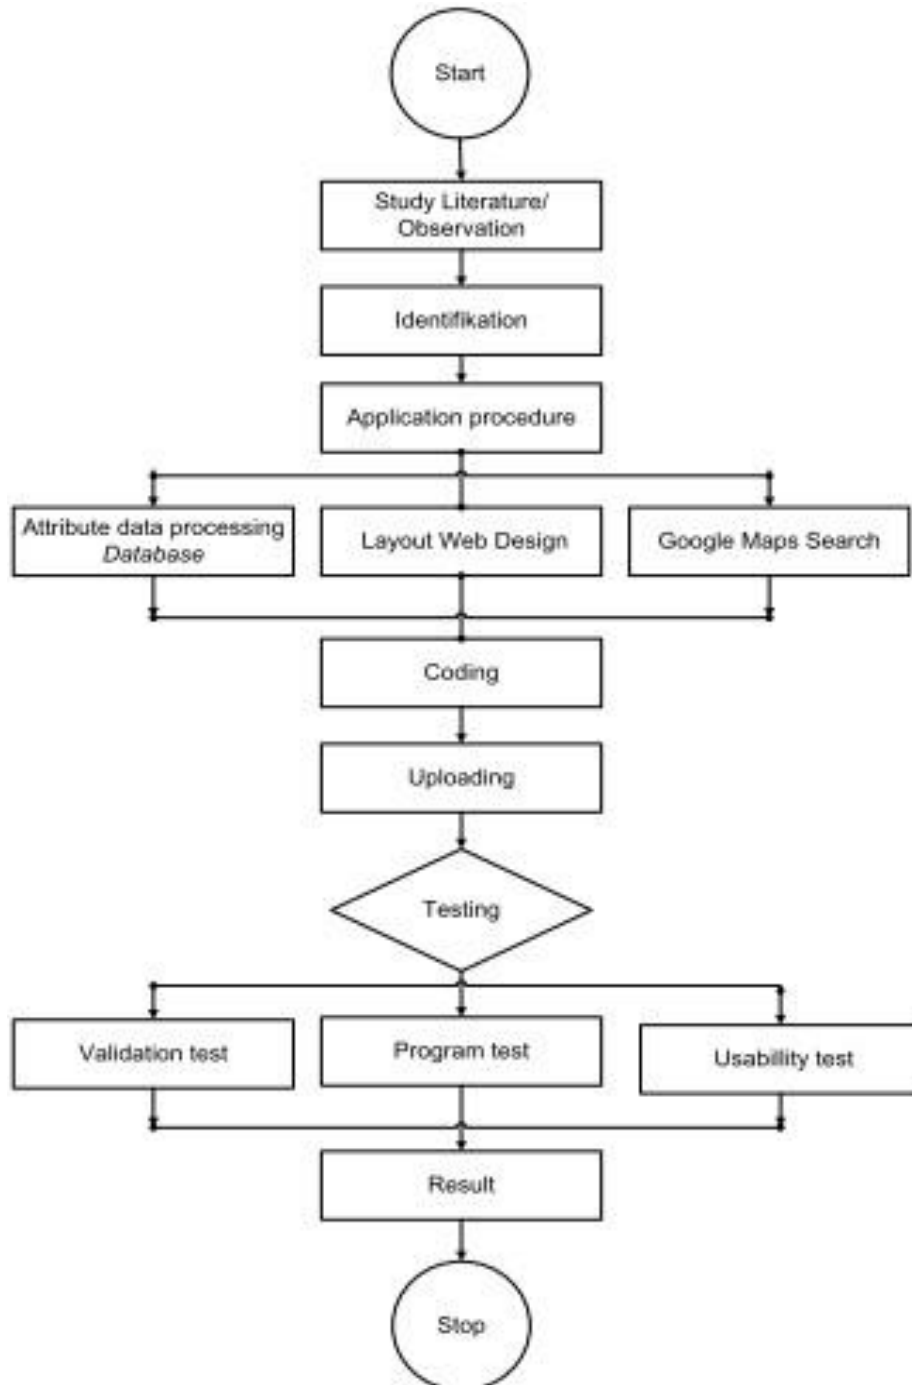 Start
Study Literature/
Observation
Identifikation
Application procedure
Attribute data processing
Database
Layout Web Design
Google Maps Search
Coding
Uploading
Testing
Validation test
Program test
Usabillity test
Result
Stop